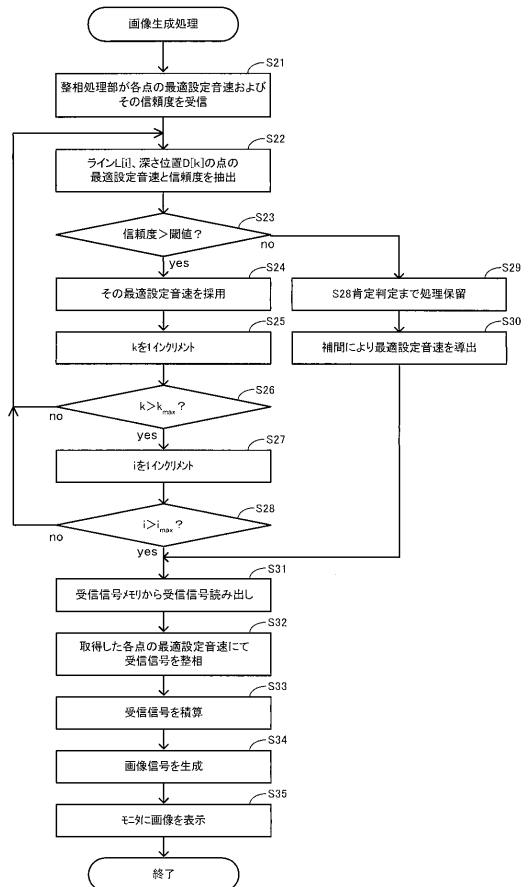 画像生成処理
S21
整相処理部が各点の最適設定音速および
その信頼度を受信
S22
ラインL[i]、深さ位置D[k]の点の
最適設定音速と信頼度を抽出
S23
信頼度>閾値?
no
yes
S24
その最適設定音速を採用
S29
S28肯定判定まで処理保留
S25
kを1インクリメント
S30
補間により最適設定音速を導出
S26
k>kmax?
no
yes
S27
iを1インクリメント
S28
i>imax?
no
yes
S31
受信信号メモリから受信信号読み出し
S32
取得した各点の最適設定音速にて
受信信号を整相
S33
受信信号を積算
S34
画像信号を生成
S35
モニタに画像を表示
終了